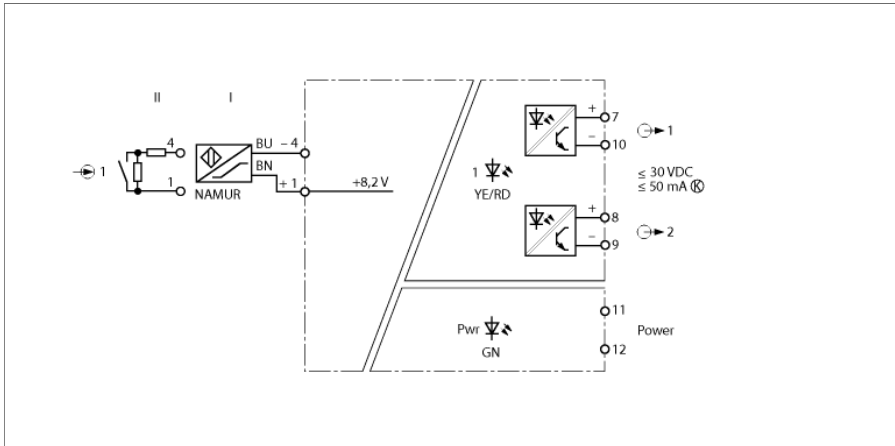 II I
4 BU – 4
1 BN
1 NAMUR + 1 +8,2 V
1 YE/RD
+ 7
– 10
1
≤ 30 VDC
≤ 50 mA Ⓚ
+ 8
– 9
2
Pwr
GN
11
12
Power